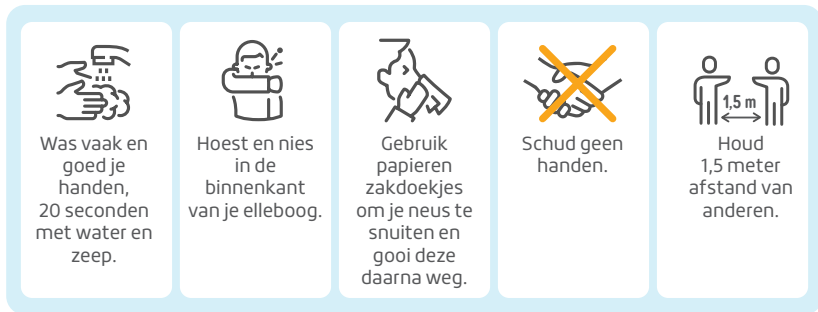 Was vaak en
goed je
handen,
20 seconden
met water en
zeep.
Hoest en nies
in de
binnenkant
van je elleboog.
Gebruik
papieren
zakdoekjes
om je neus te
snuiten en
gooi deze
daarna weg.
Schud geen
handen.
1,5 m
Houd
1,5 meter
afstand van
anderen.